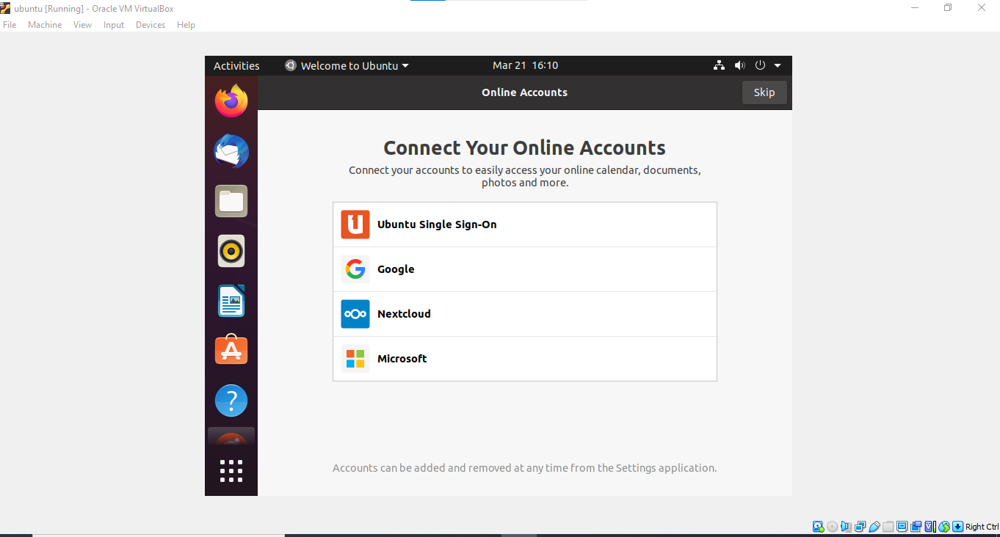 ubuntu [Running] - Oracle VM VirtualBox
File Machine View Input Devices Help
Activities Welcome to Ubuntu Mar 21 16:10
Online Accounts Skip
Connect Your Online Accounts
Connect your accounts to easily access your online calendar, documents,
photos and more.
Ubuntu Single Sign-On
Google
Nextcloud
Microsoft
Accounts can be added and removed at any time from the Settings application.
Right Ctrl